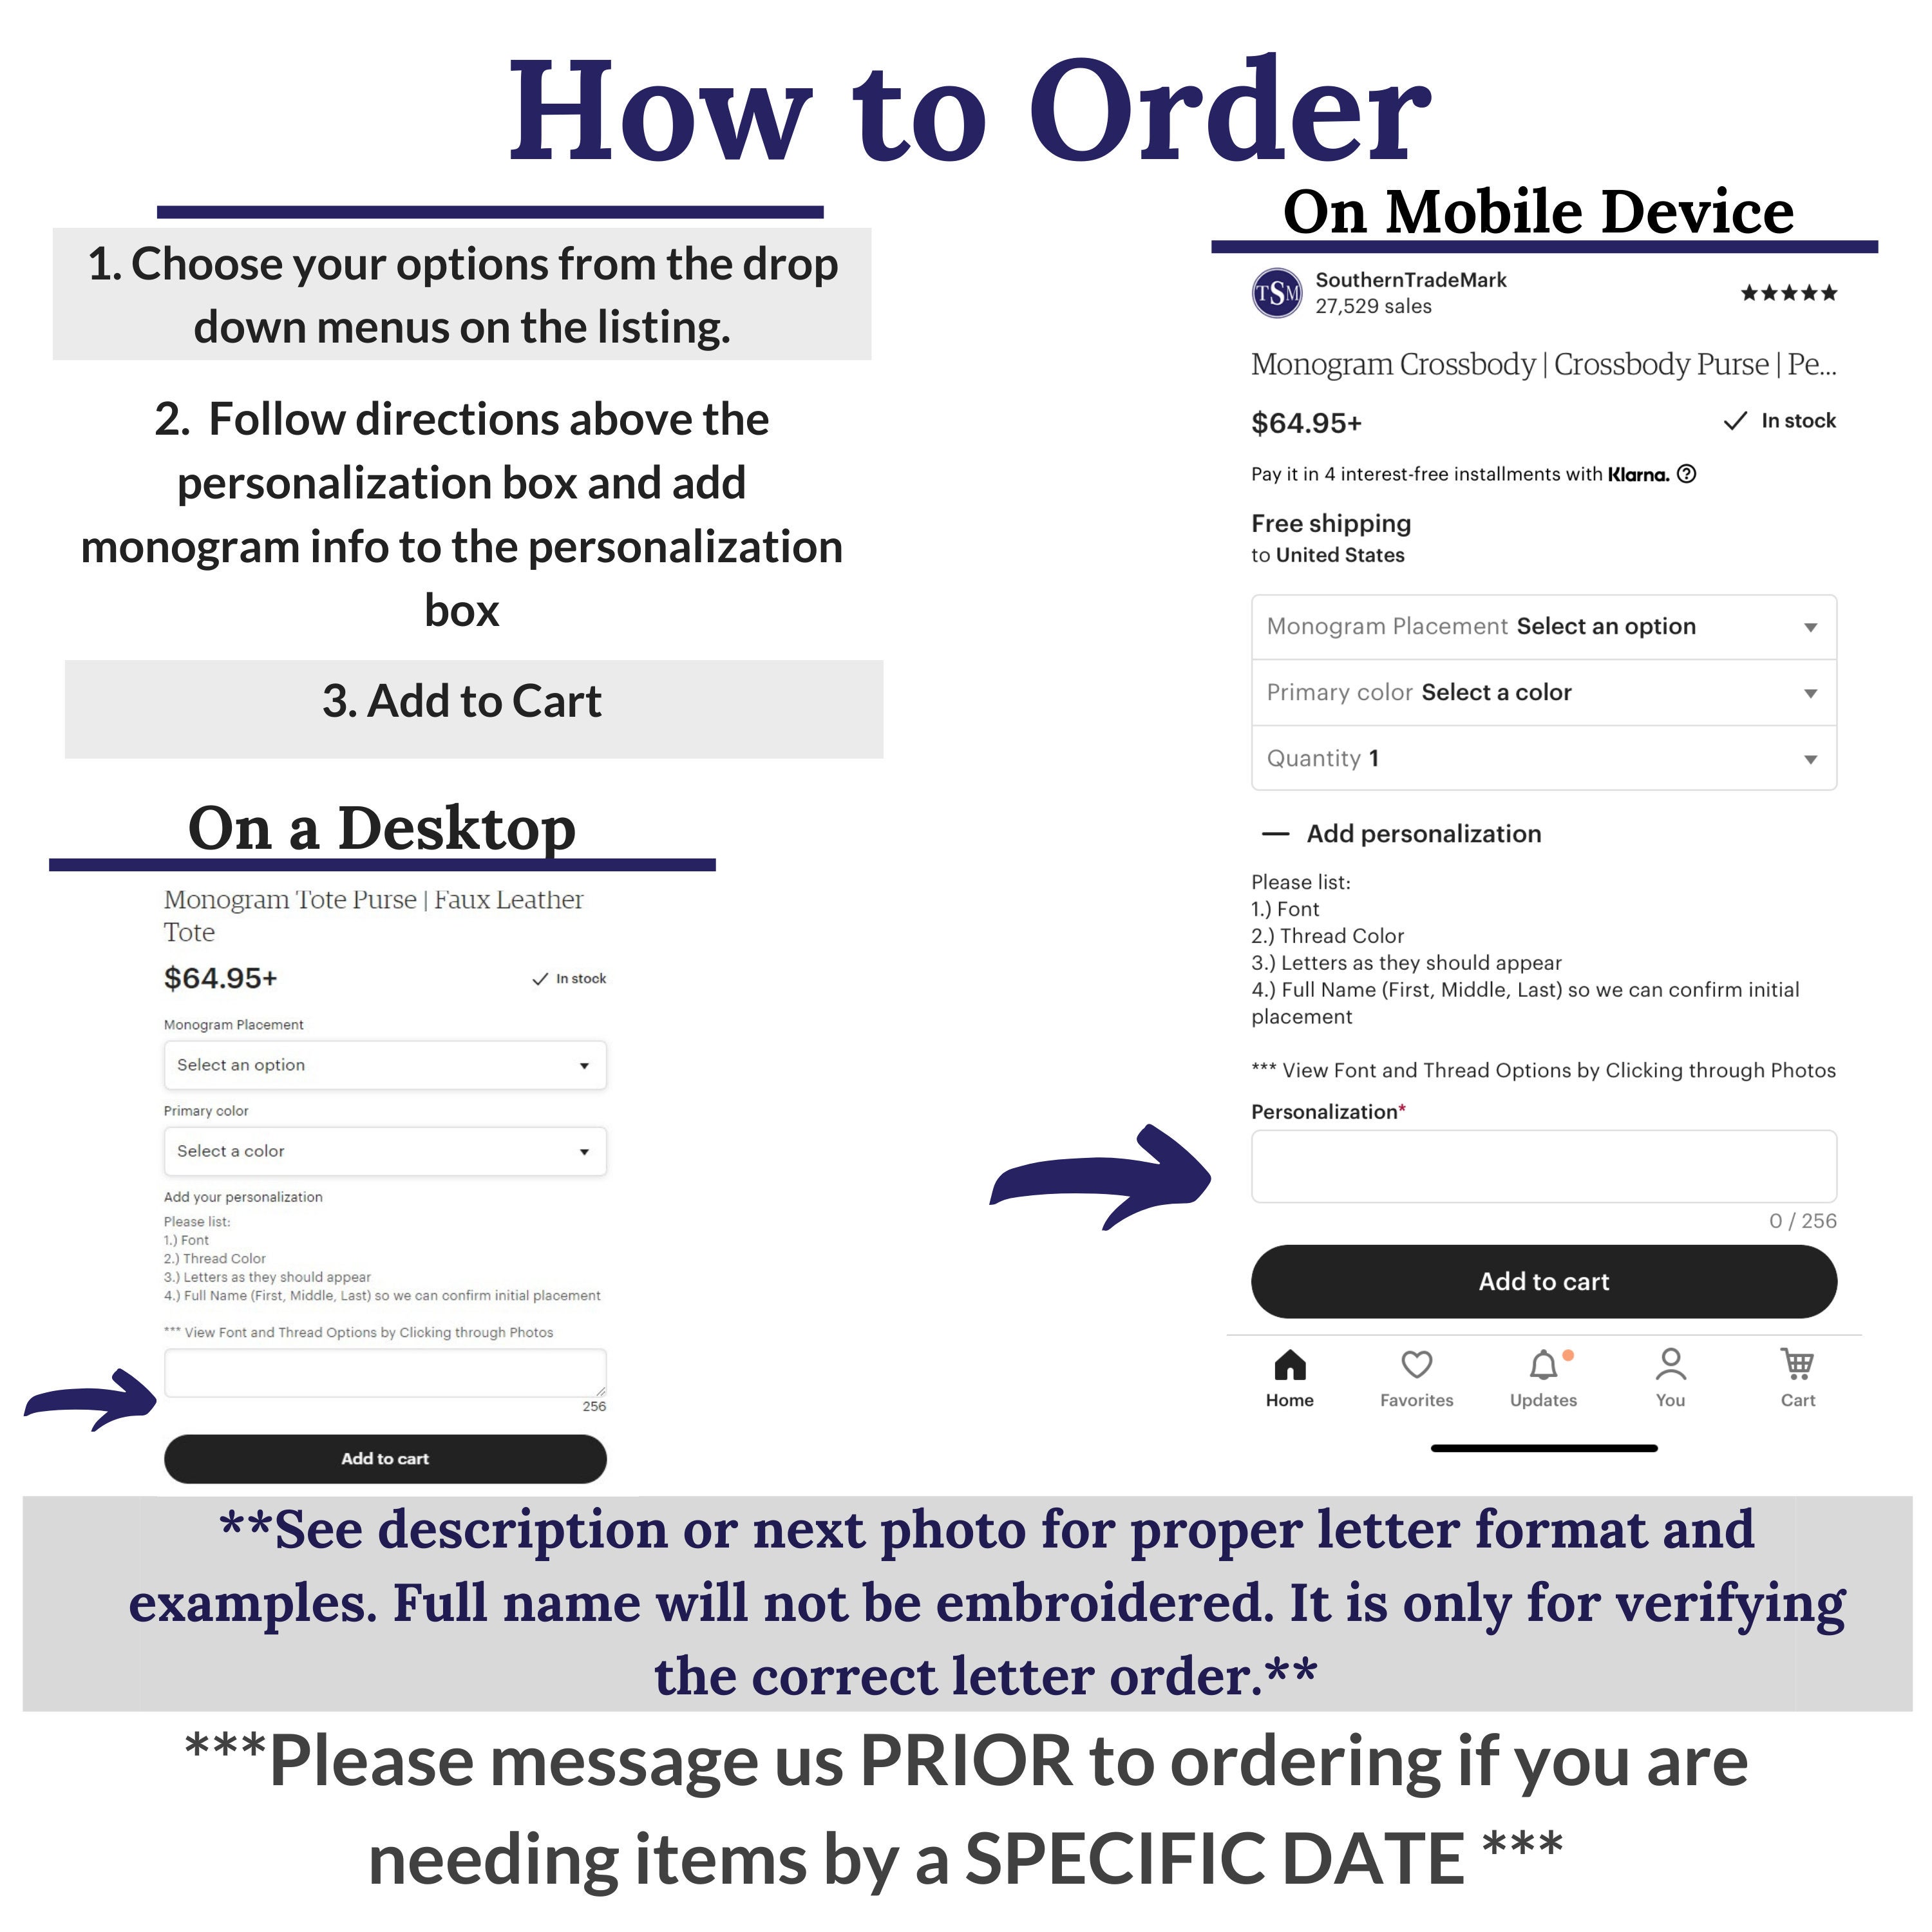 How to Order
1. Choose your options from the drop
down menus on the listing.
2. Follow directions above the
personalization box and add
monogram info to the personalization
box
3. Add to Cart
On a Desktop
Monogram Tote Purse | Faux Leather
Tote
$64.95+ In stock
Monogram Placement
Select an option
Primary color
Select a color
Add your personalization
Please list:
1.) Font
2.) Thread Color
3.) Letters as they should appear
4.) Full Name (First, Middle, Last) so we can confirm initial placement
*** View Font and Thread Options by Clicking through Photos
256
Add to cart
On Mobile Device
TSM
SouthernTradeMark
27,529 sales
Monogram Crossbody | Crossbody Purse | Pe...
$64.95+ In stock
Pay it in 4 interest-free installments with Klarna. ?
Free shipping
to United States
Monogram Placement Select an option
Primary color Select a color
Quantity 1
Add personalization
Please list:
1.) Font
2.) Thread Color
3.) Letters as they should appear
4.) Full Name (First, Middle, Last) so we can confirm initial
placement
*** View Font and Thread Options by Clicking through Photos
Personalization*
0 / 256
Add to cart
Home Favorites Updates You Cart
**See description or next photo for proper letter format and
examples. Full name will not be embroidered. It is only for verifying
the correct letter order.**
***Please message us PRIOR to ordering if you are
needing items by a SPECIFIC DATE ***